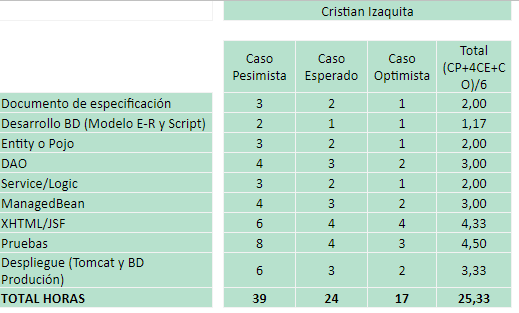 Cristian Izaquita
Caso Pesimista Caso Esperado Caso Optimista Total (CP+4CE+CO)/6
Documento de especificación 3 2 1 2,00
Desarrollo BD (Modelo E-R y Script) 2 1 1 1,17
Entity o Pojo 3 2 1 2,00
DAO 4 3 2 3,00
Service/Logic 3 2 1 2,00
ManagedBean 4 3 2 3,00
XHTML/JSF 6 4 4 4,33
Pruebas 8 4 3 4,50
Despliegue (Tomcat y BD Produción) 6 3 2 3,33
TOTAL HORAS 39 24 17 25,33